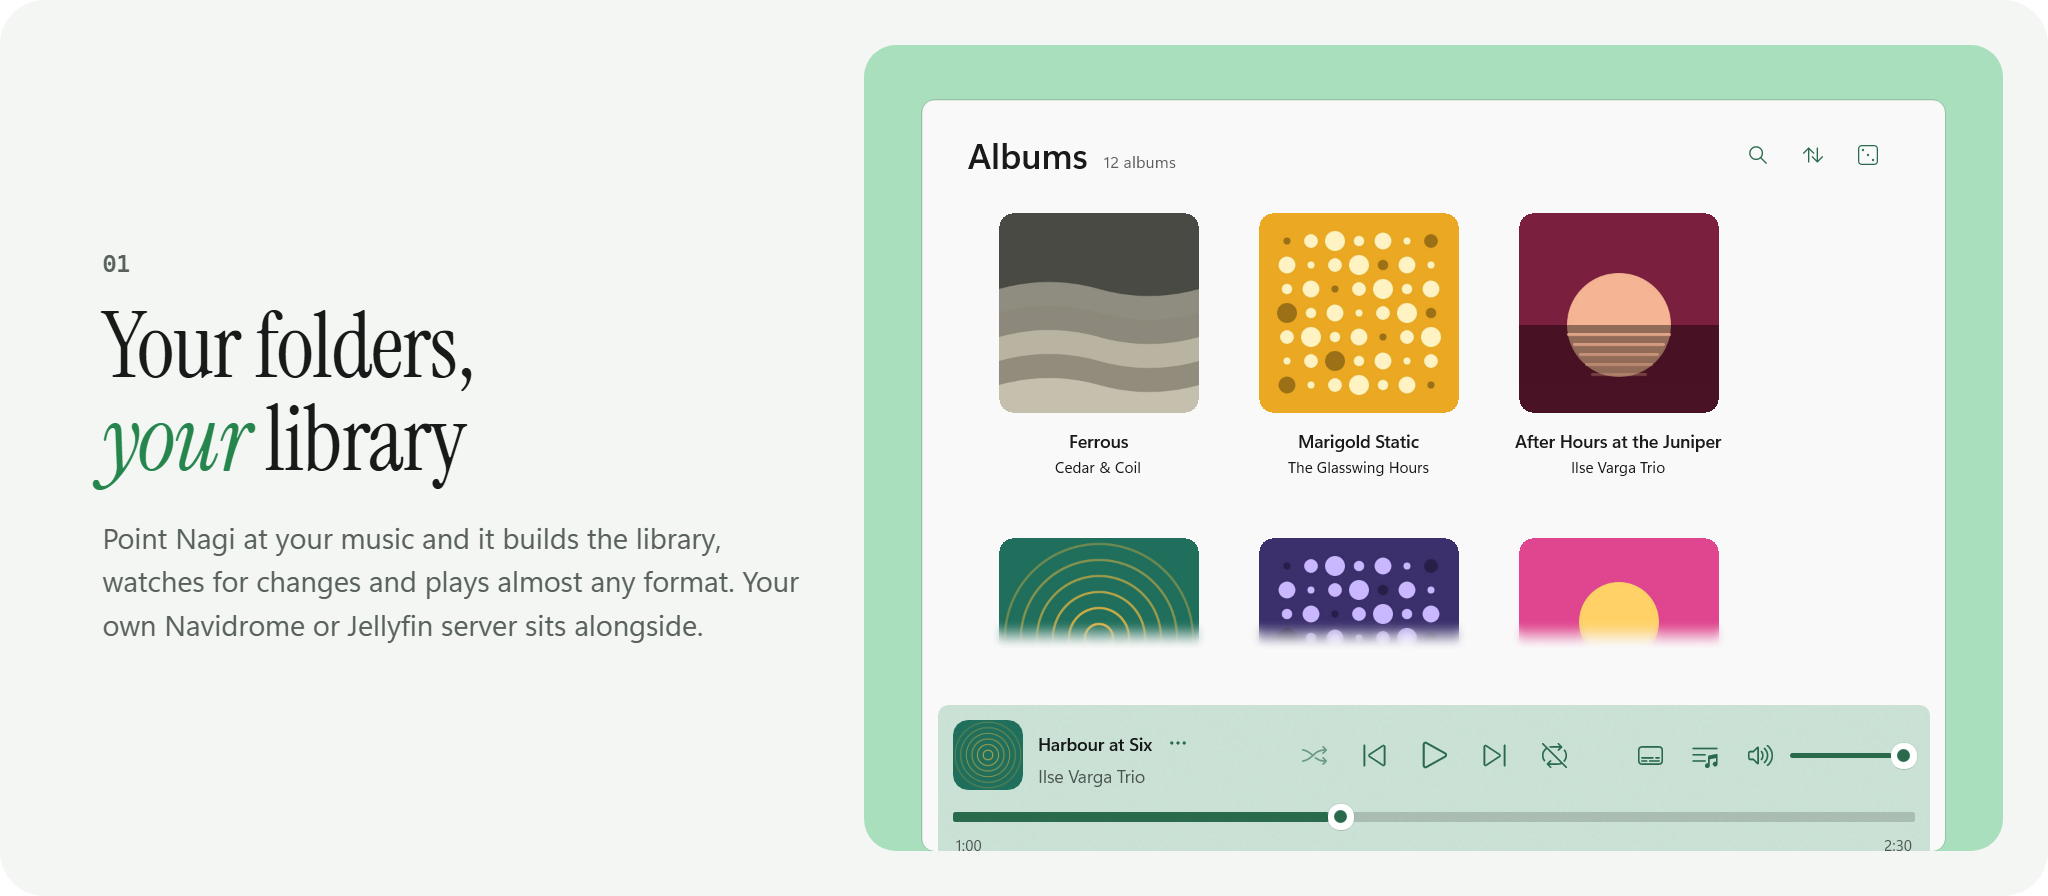 01
Your folders,
your library
Point Nagi at your music and it builds the library,
watches for changes and plays almost any format. Your
own Navidrome or Jellyfin server sits alongside.
Albums 12 albums
Ferrous
Cedar & Coil
Marigold Static
The Glasswing Hours
After Hours at the Juniper
Ilse Varga Trio
Harbour at Six ...
Ilse Varga Trio
1:00 2:30